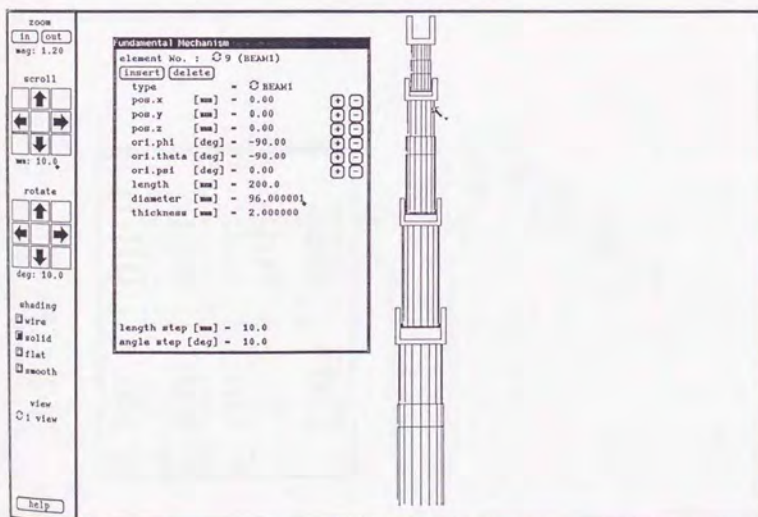 zoom
in out
mag: 1.20
scroll
mm: 10.0
rotate
deg: 10.0
shading
wire
solid
flat
smooth
view
1 view
help
Fundamental Mechanism
element No. : 9 (BEAM1)
insert delete
type = BEAM1
pos.x [mm] = 0.00 + -
pos.y [mm] = 0.00 + -
pos.z [mm] = 0.00 + -
ori.phi [deg] = -90.00 + -
ori.theta [deg] = -90.00 + -
ori.psi [deg] = 0.00 + -
length [mm] = 200.0
diameter [mm] = 96.000001
thickness [mm] = 2.000000
length step [mm] = 10.0
angle step [deg] = 10.0